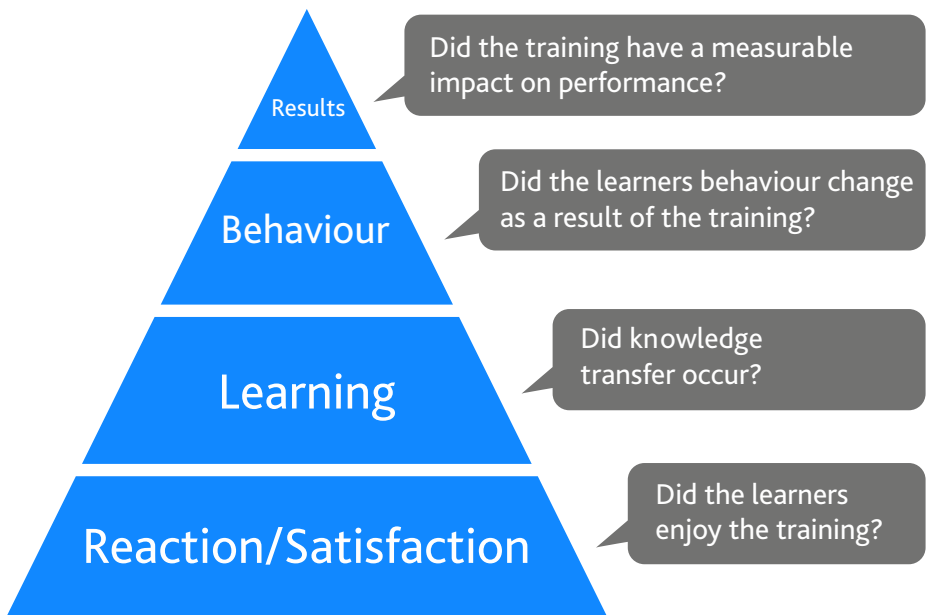 Did the training have a measurable
impact on performance?
Results
Did the learners behaviour change
as a result of the training?
Behaviour
Did knowledge
transfer occur?
Learning
Did the learners
enjoy the training?
Reaction/Satisfaction